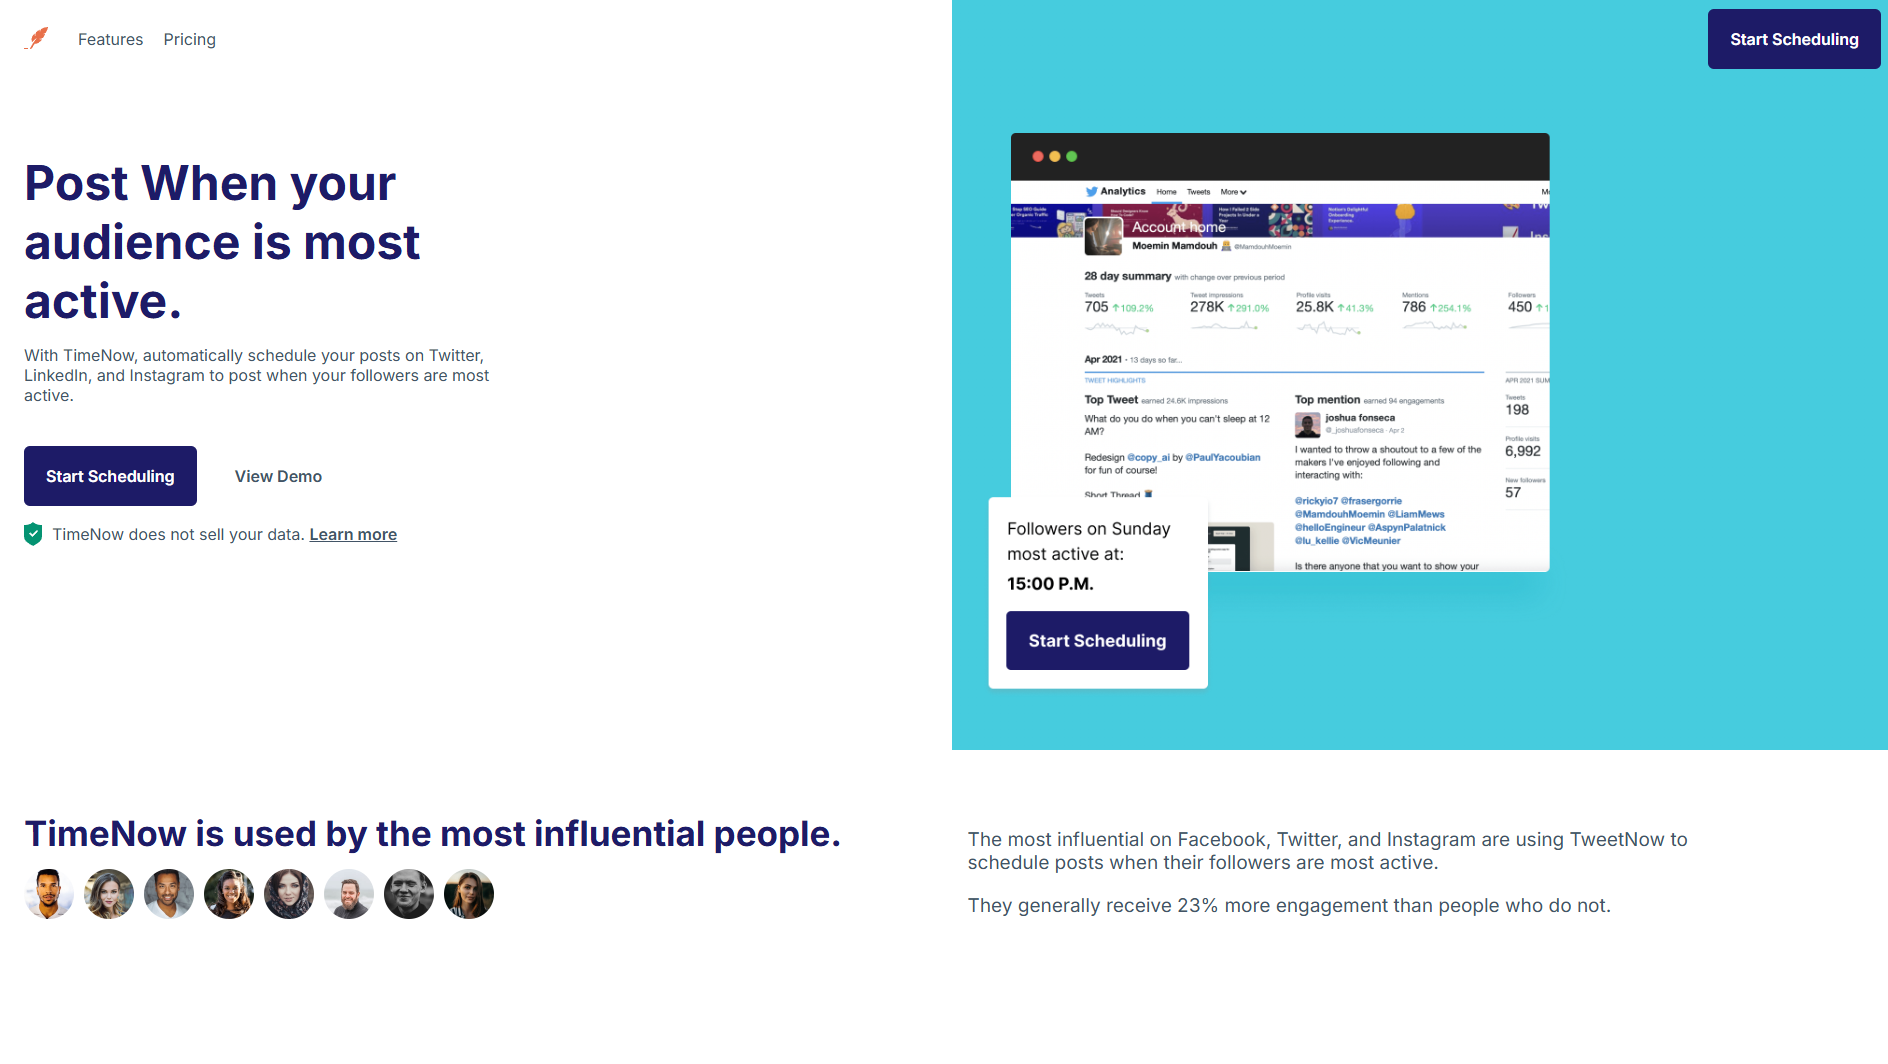 Features Pricing
Start Scheduling
Post When your
audience is most
active.
With TimeNow, automatically schedule your posts on Twitter,
LinkedIn, and Instagram to post when your followers are most
active.
Start Scheduling
View Demo
TimeNow does not sell your data. Learn more
Analytics Home Tweets More
Account home
Moemin Mamdouh @MamdouhMoemin
28 day summary with change over previous period
Tweets
705 ↑109.2%
Tweet impressions
278K ↑291.0%
Profile visits
25.8K ↑41.3%
Mentions
786 ↑254.1%
Followers
450 ↑1
Apr 2021 • 13 days so far...
TWEET HIGHLIGHTS
Top Tweet earned 24.6K impressions
What do you do when you can't sleep at 12
AM?
Redesign @copy_ai by @PaulYacoubian
for fun of course!
Short Thread
Top mention earned 94 engagements
joshua fonseca
@_joshuafonseca · Apr 2
I wanted to throw a shoutout to a few of the
makers I've enjoyed following and
interacting with:
@rickyio7 @frasergorrie
@MamdouhMoemin @LiamMews
@helloEngineur @AspynPalatnick
@lu_kellie @VicMeunier
Is there anyone that you want to show your
APR 2021 SUM
Tweets
198
Profile visits
6,992
New followers
57
Followers on Sunday
most active at:
15:00 P.M.
Start Scheduling
TimeNow is used by the most influential people.
The most influential on Facebook, Twitter, and Instagram are using TweetNow to
schedule posts when their followers are most active.
They generally receive 23% more engagement than people who do not.